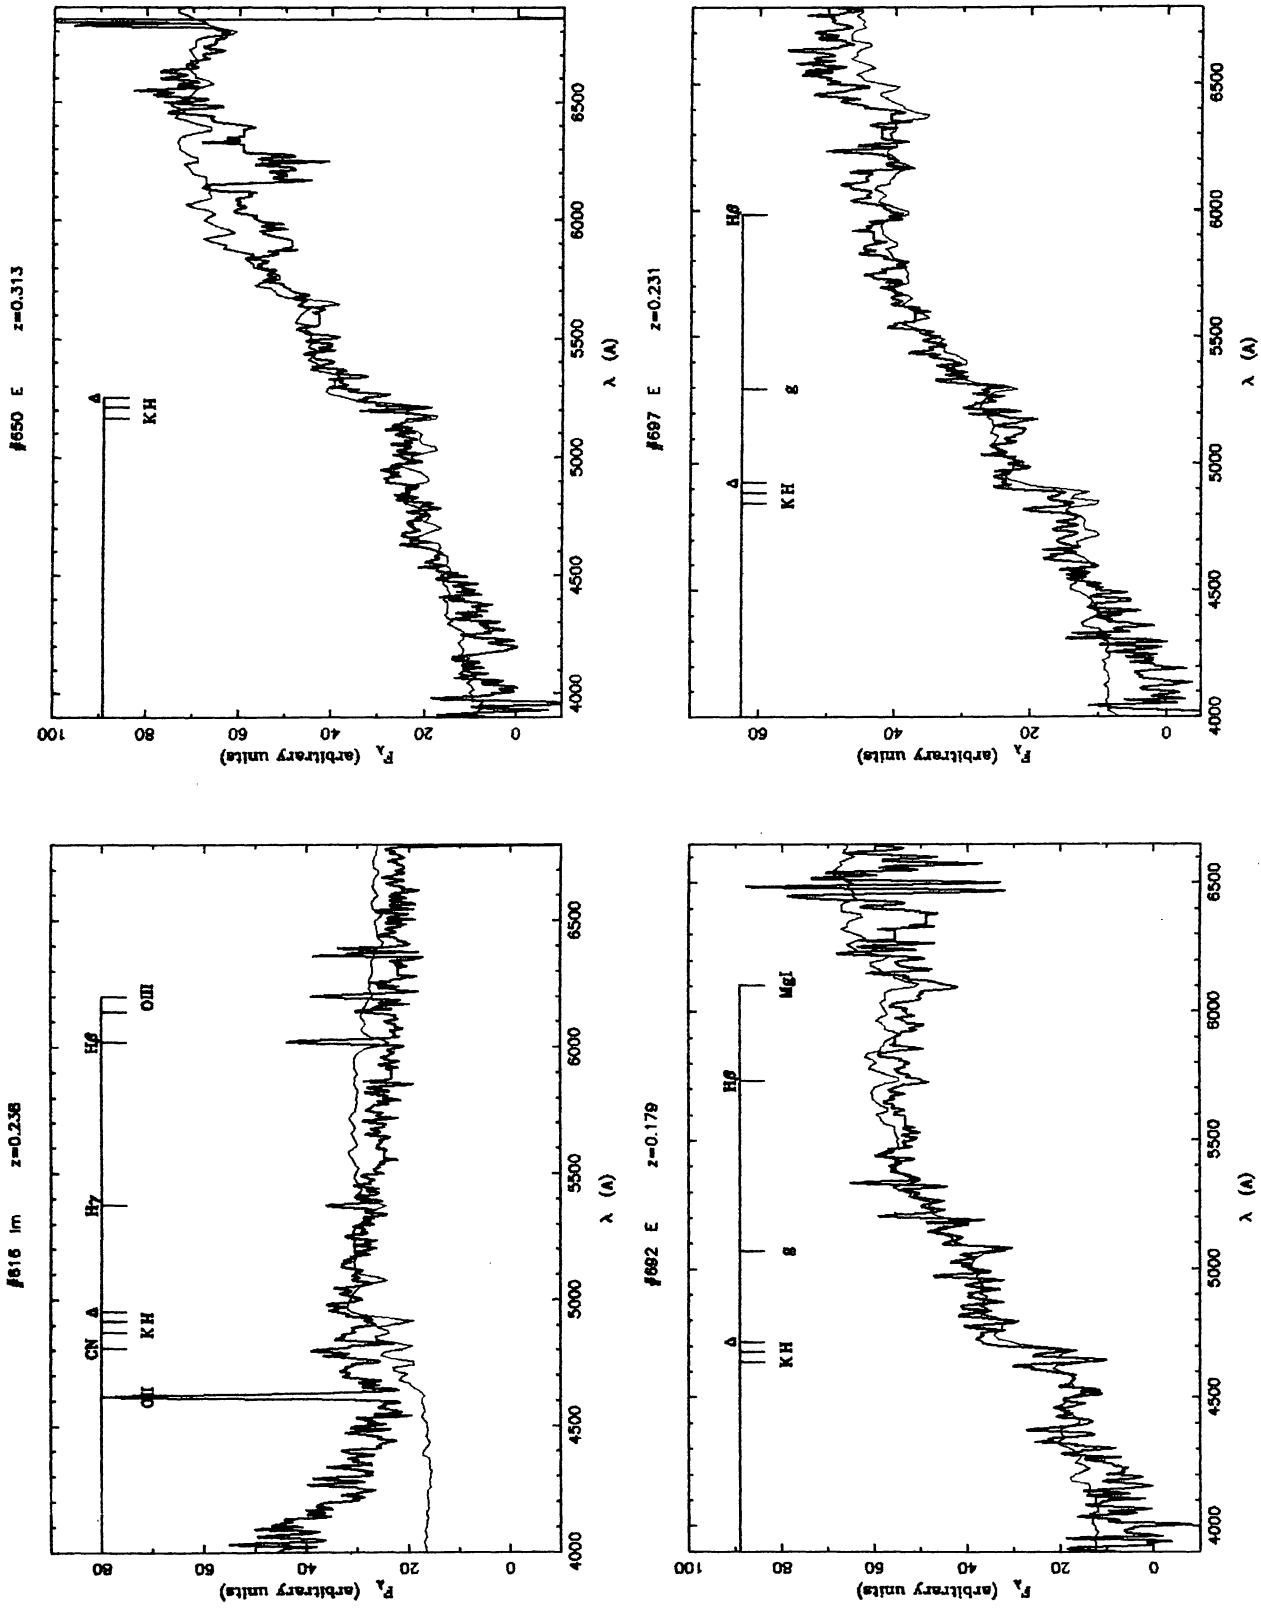 #616 Im z=0.238
80
60
40
20
0
F_λ (arbitrary units)
OII
CN
K H
Δ
Hγ
Hβ
OIII
4000 4500 5000 5500 6000 6500
λ (A)
#650 E z=0.313
100
80
60
40
20
0
F_λ (arbitrary units)
K H
Δ
4000 4500 5000 5500 6000 6500
λ (A)
#692 E z=0.179
80
60
40
20
0
F_λ (arbitrary units)
K H
Δ
g
Hβ
MgI
4000 4500 5000 5500 6000 6500
λ (A)
#697 E z=0.231
60
40
20
0
F_λ (arbitrary units)
K H
Δ
g
Hβ
4000 4500 5000 5500 6000 6500
λ (A)